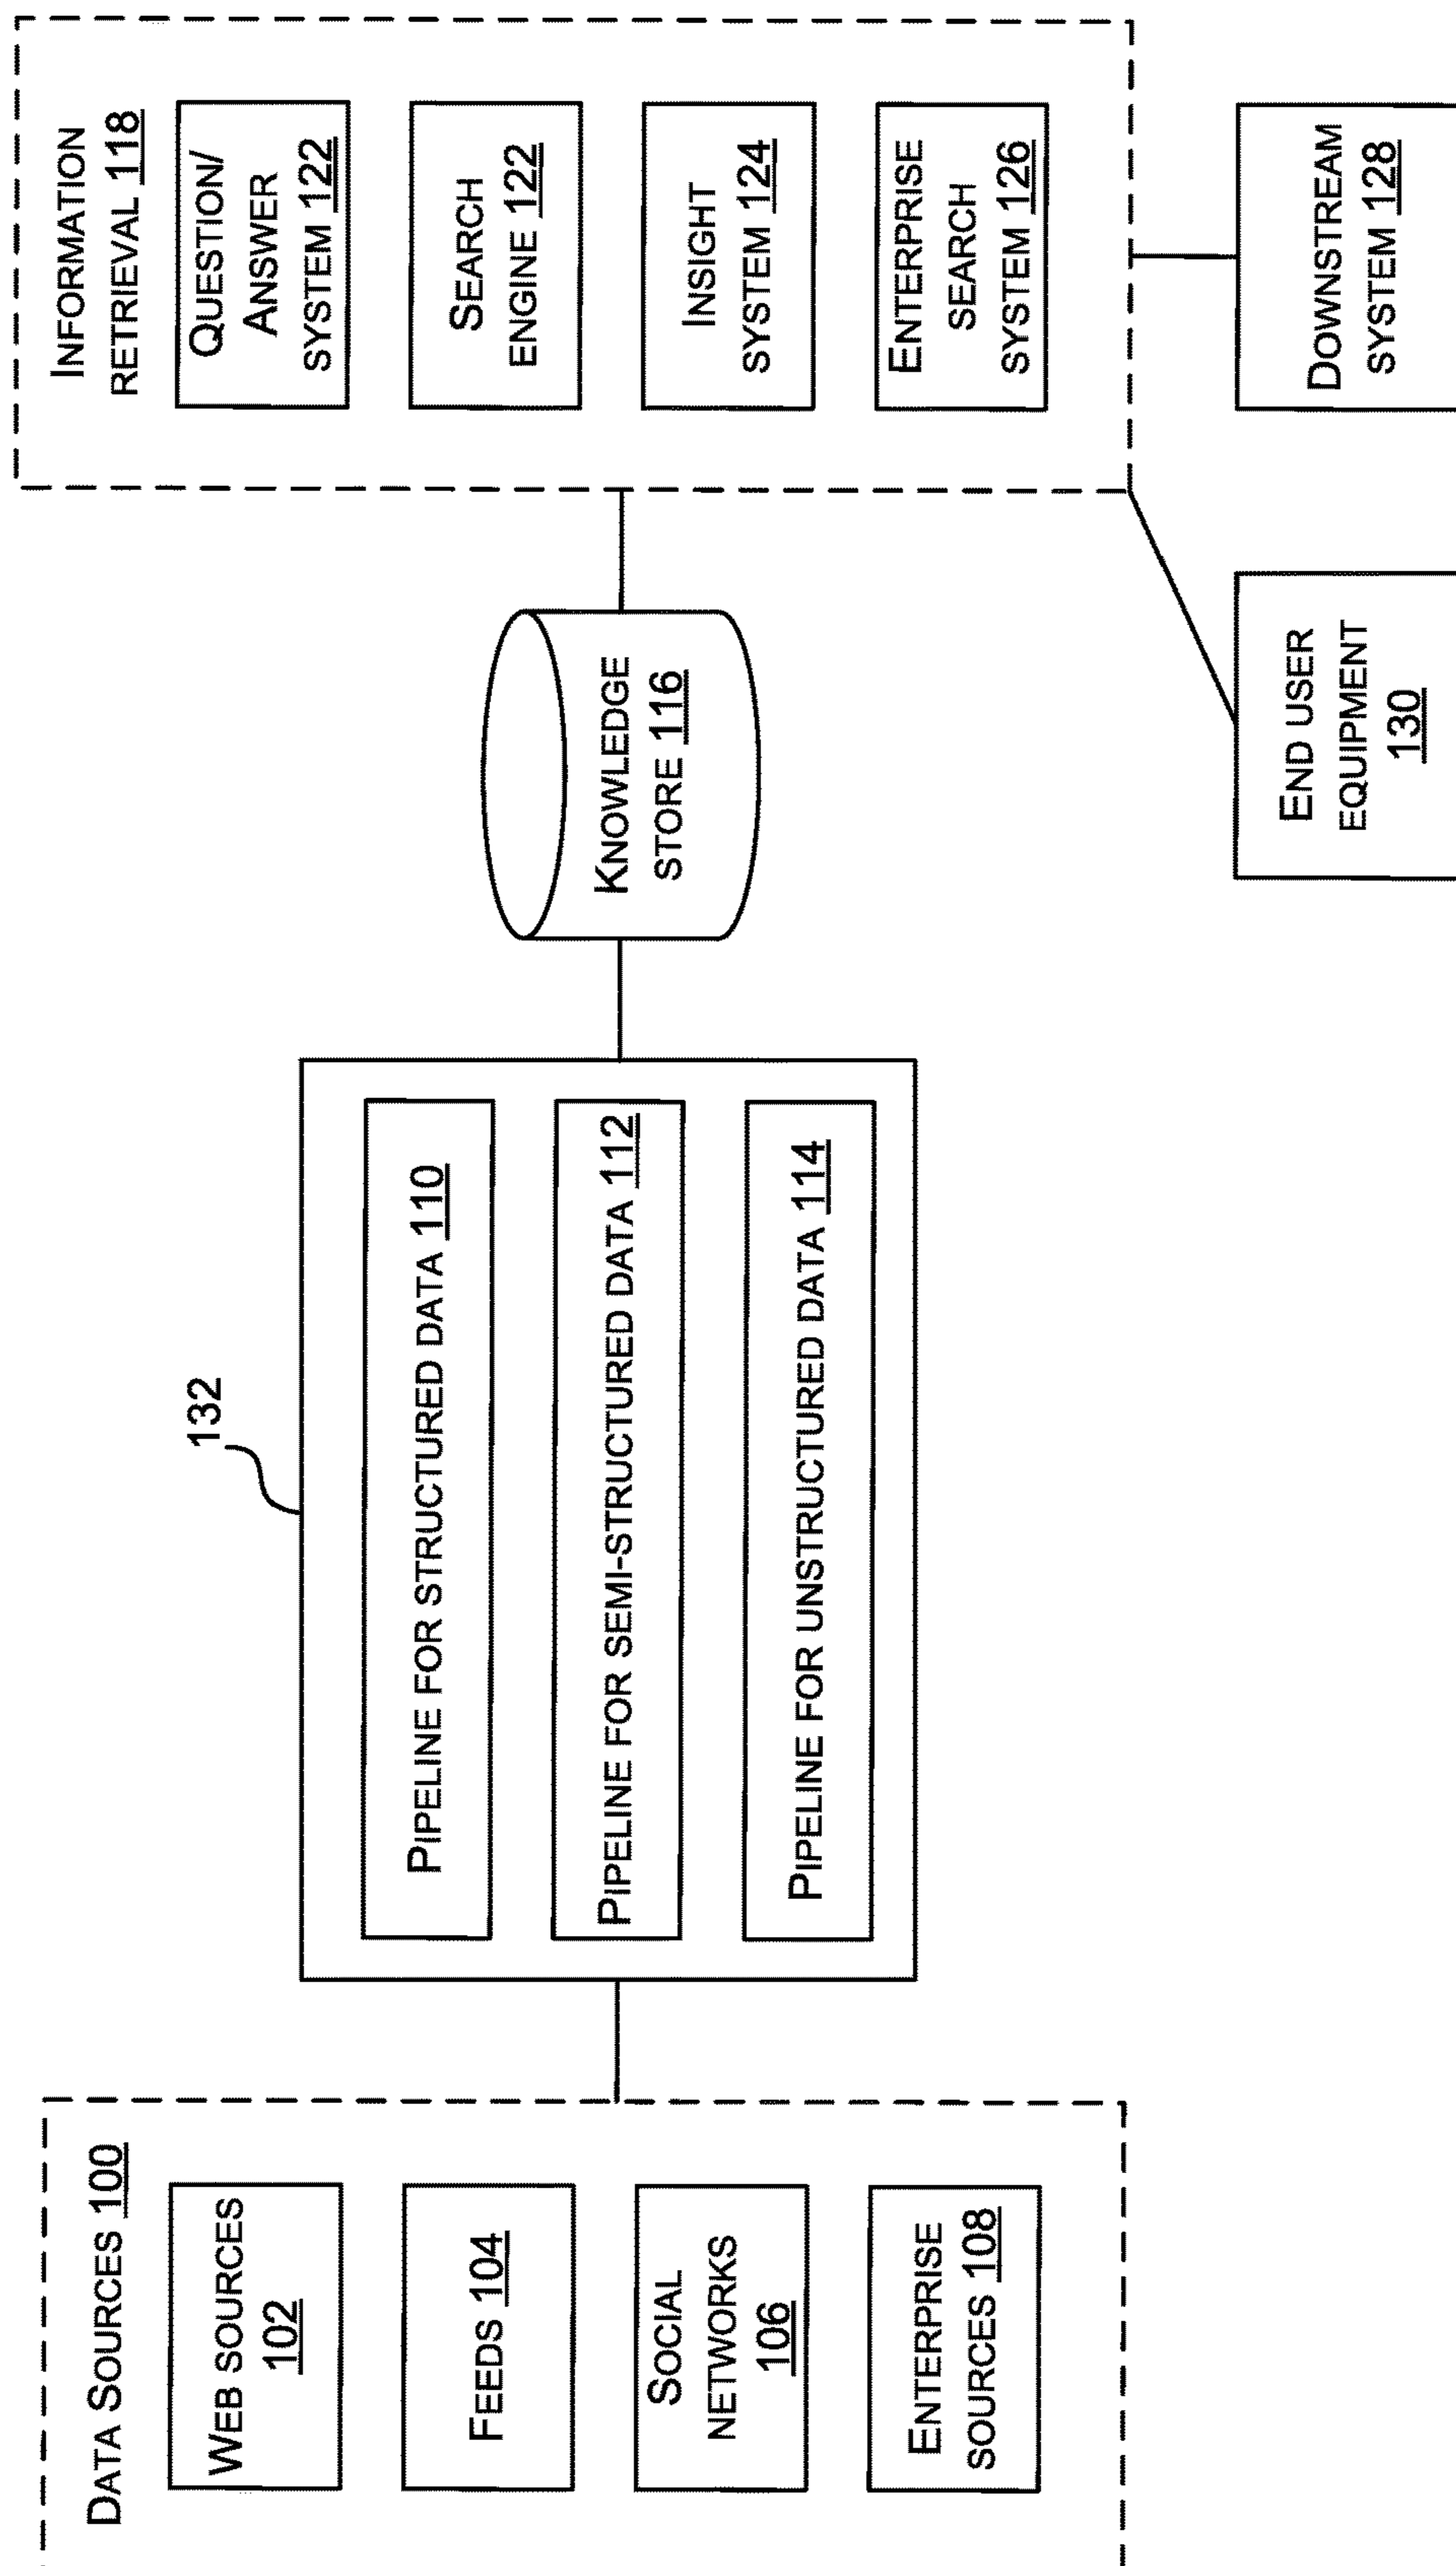 DATA SOURCES 100
WEB SOURCES
102
FEEDS 104
SOCIAL
NETWORKS
106
ENTERPRISE
SOURCES 108
132
PIPELINE FOR STRUCTURED DATA 110
PIPELINE FOR SEMI-STRUCTURED DATA 112
PIPELINE FOR UNSTRUCTURED DATA 114
KNOWLEDGE
STORE 116
INFORMATION
RETRIEVAL 118
QUESTION/
ANSWER
SYSTEM 122
SEARCH
ENGINE 122
INSIGHT
SYSTEM 124
ENTERPRISE
SEARCH
SYSTEM 126
END USER
EQUIPMENT
130
DOWNSTREAM
SYSTEM 128